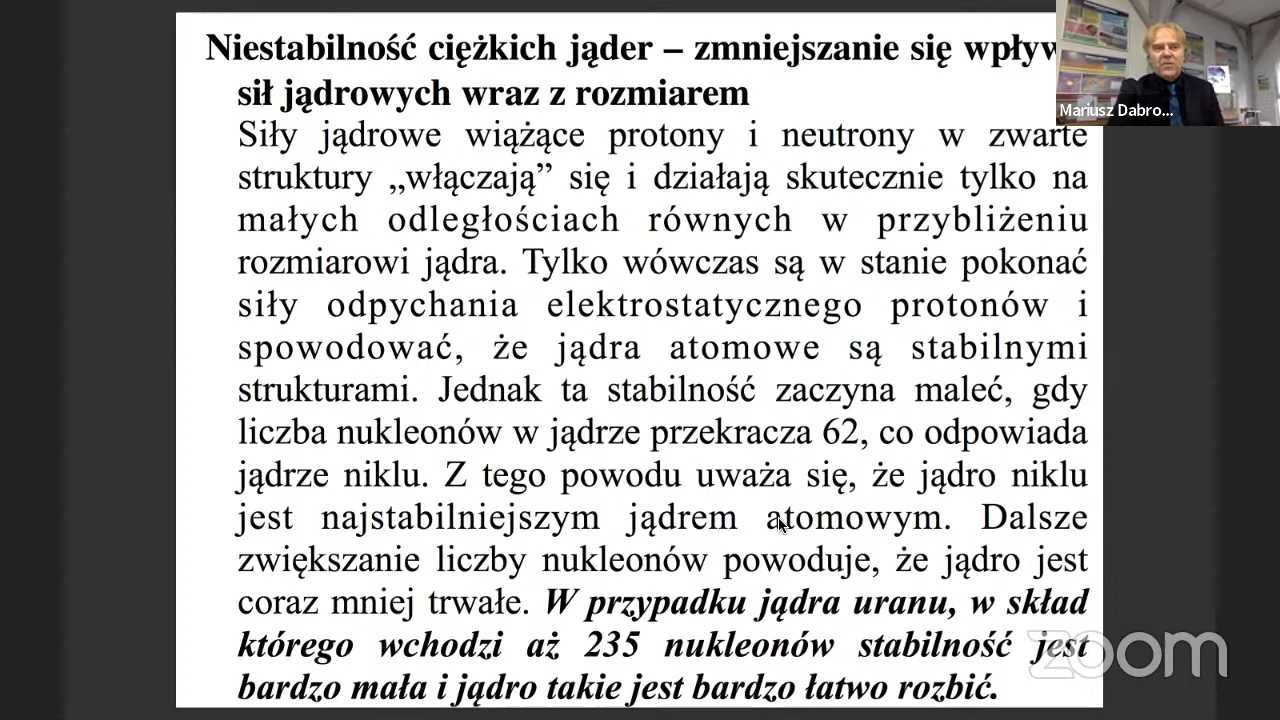 Niestabilność ciężkich jąder – zmniejszanie się wpływ
sił jądrowych wraz z rozmiarem
Siły jądrowe wiążące protony i neutrony w zwarte
struktury „włączają” się i działają skutecznie tylko na
małych odległościach równych w przybliżeniu
rozmiarowi jądra. Tylko wówczas są w stanie pokonać
siły odpychania elektrostatycznego protonów i
spowodować, że jądra atomowe są stabilnymi
strukturami. Jednak ta stabilność zaczyna maleć, gdy
liczba nukleonów w jądrze przekracza 62, co odpowiada
jądrze niklu. Z tego powodu uważa się, że jądro niklu
jest najstabilniejszym jądrem atomowym. Dalsze
zwiększanie liczby nukleonów powoduje, że jądro jest
coraz mniej trwałe. W przypadku jądra uranu, w skład
którego wchodzi aż 235 nukleonów stabilność jest
bardzo mała i jądro takie jest bardzo łatwo rozbić.
Mariusz Dabro...
zoom